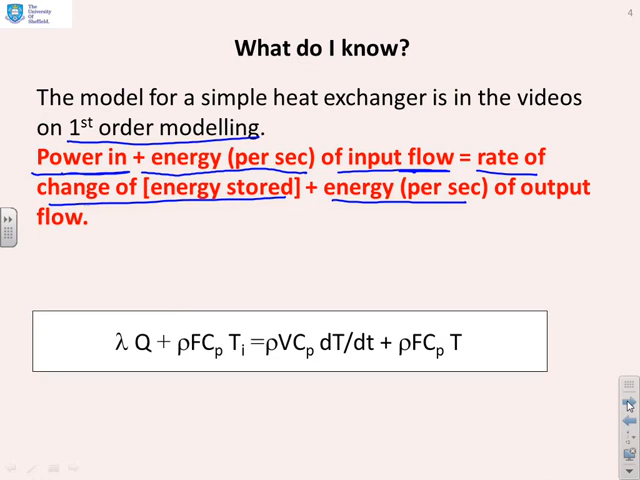 The
University
Of
Sheffield.
4
What do I know?
The model for a simple heat exchanger is in the videos
on 1st order modelling.
Power in + energy (per sec) of input flow = rate of
change of [energy stored] + energy (per sec) of output
flow.
λ Q + ρFCp Ti =ρVCp dT/dt + ρFCp T